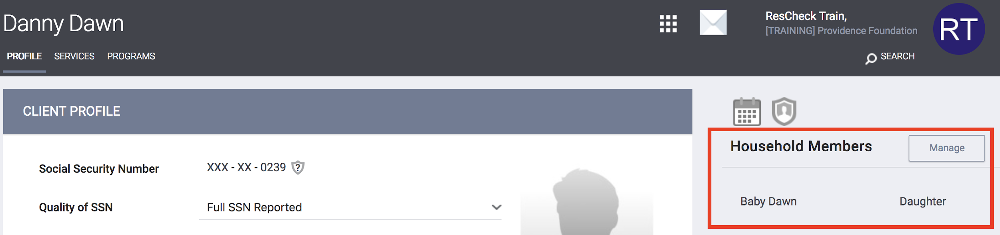 Danny Dawn
ResCheck Train,
[TRAINING] Providence Foundation
RT
PROFILE SERVICES PROGRAMS
SEARCH
CLIENT PROFILE
Household Members Manage
Social Security Number XXX - XX - 0239 ?
Baby Dawn Daughter
Quality of SSN Full SSN Reported